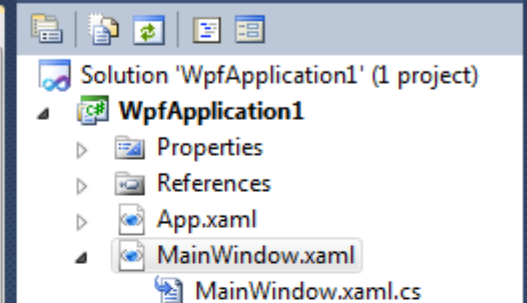 Solution 'WpfApplication1' (1 project)
C# WpfApplication1
Properties
References
App.xaml
MainWindow.xaml
MainWindow.xaml.cs